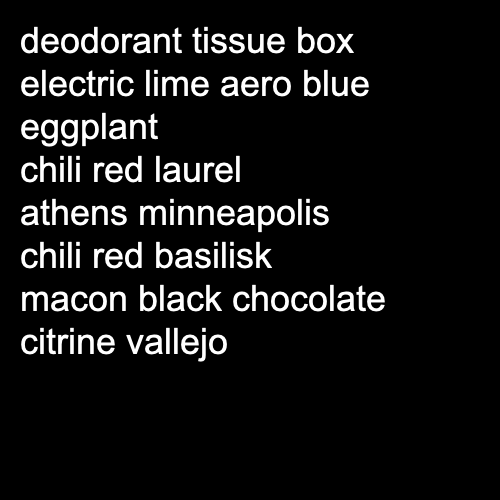 deodorant tissue box
electric lime aero blue
eggplant
chili red laurel
athens minneapolis
chili red basilisk
macon black chocolate
citrine vallejo